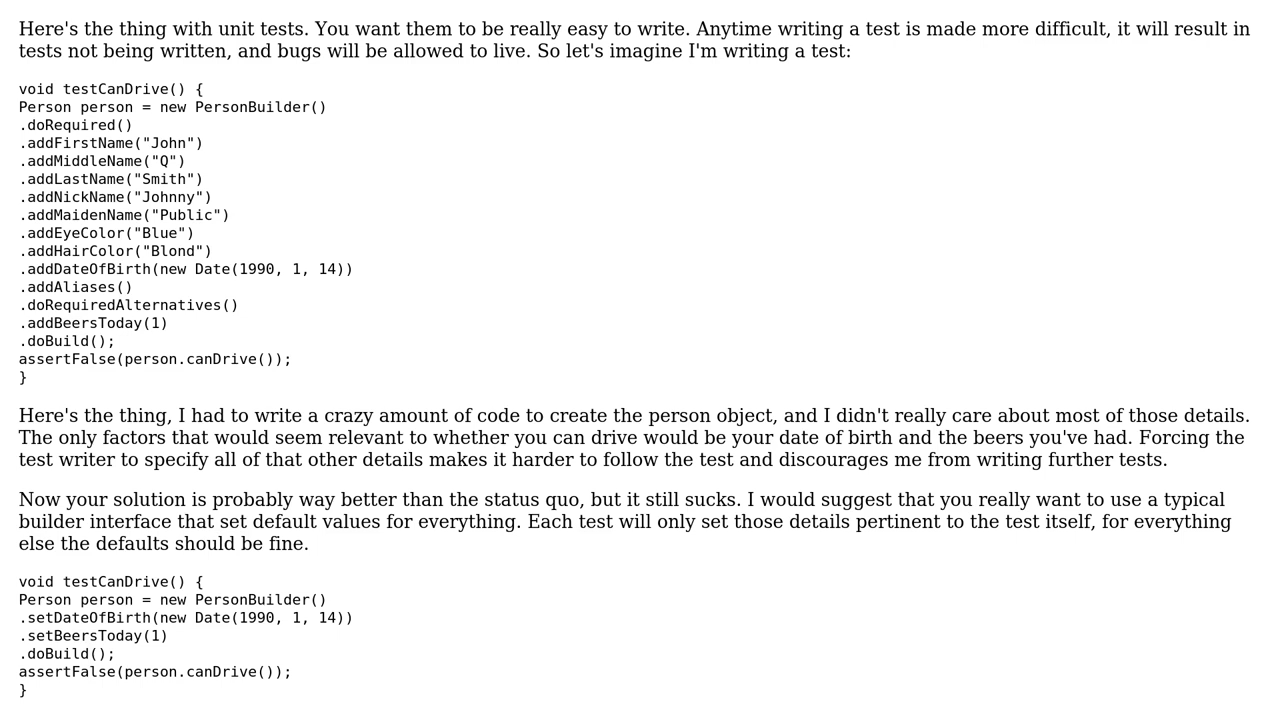 Here's the thing with unit tests. You want them to be really easy to write. Anytime writing a test is made more difficult, it will result in
tests not being written, and bugs will be allowed to live. So let's imagine I'm writing a test:
void testCanDrive() {
Person person = new PersonBuilder()
.doRequired()
.addFirstName("John")
.addMiddleName("Q")
.addLastName("Smith")
.addNickName("Johnny")
.addMaidenName("Public")
.addEyeColor("Blue")
.addHairColor("Blond")
.addDateOfBirth(new Date(1990, 1, 14))
.addAliases()
.doRequiredAlternatives()
.addBeersToday(1)
.doBuild();
assertFalse(person.canDrive());
}
Here's the thing, I had to write a crazy amount of code to create the person object, and I didn't really care about most of those details.
The only factors that would seem relevant to whether you can drive would be your date of birth and the beers you've had. Forcing the
test writer to specify all of that other details makes it harder to follow the test and discourages me from writing further tests.
Now your solution is probably way better than the status quo, but it still sucks. I would suggest that you really want to use a typical
builder interface that set default values for everything. Each test will only set those details pertinent to the test itself, for everything
else the defaults should be fine.
void testCanDrive() {
Person person = new PersonBuilder()
.setDateOfBirth(new Date(1990, 1, 14))
.setBeersToday(1)
.doBuild();
assertFalse(person.canDrive());
}